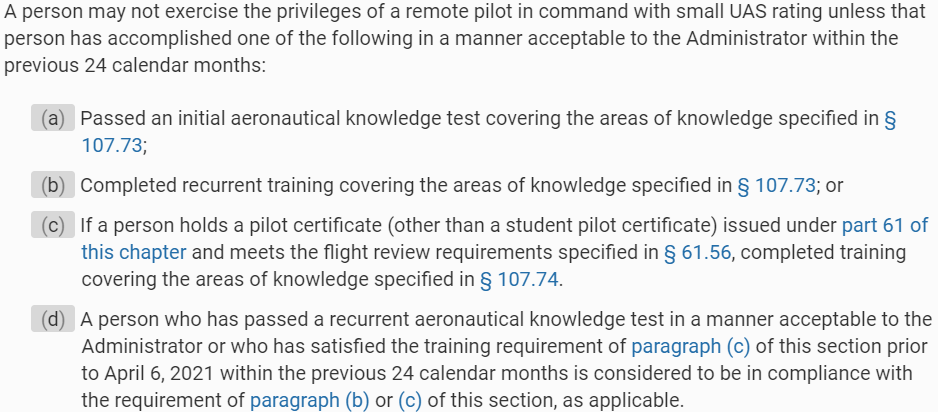 A person may not exercise the privileges of a remote pilot in command with small UAS rating unless that
person has accomplished one of the following in a manner acceptable to the Administrator within the
previous 24 calendar months:
(a) Passed an initial aeronautical knowledge test covering the areas of knowledge specified in §
107.73;
(b) Completed recurrent training covering the areas of knowledge specified in § 107.73; or
(c) If a person holds a pilot certificate (other than a student pilot certificate) issued under part 61 of
this chapter and meets the flight review requirements specified in § 61.56, completed training
covering the areas of knowledge specified in § 107.74.
(d) A person who has passed a recurrent aeronautical knowledge test in a manner acceptable to the
Administrator or who has satisfied the training requirement of paragraph (c) of this section prior
to April 6, 2021 within the previous 24 calendar months is considered to be in compliance with
the requirement of paragraph (b) or (c) of this section, as applicable.